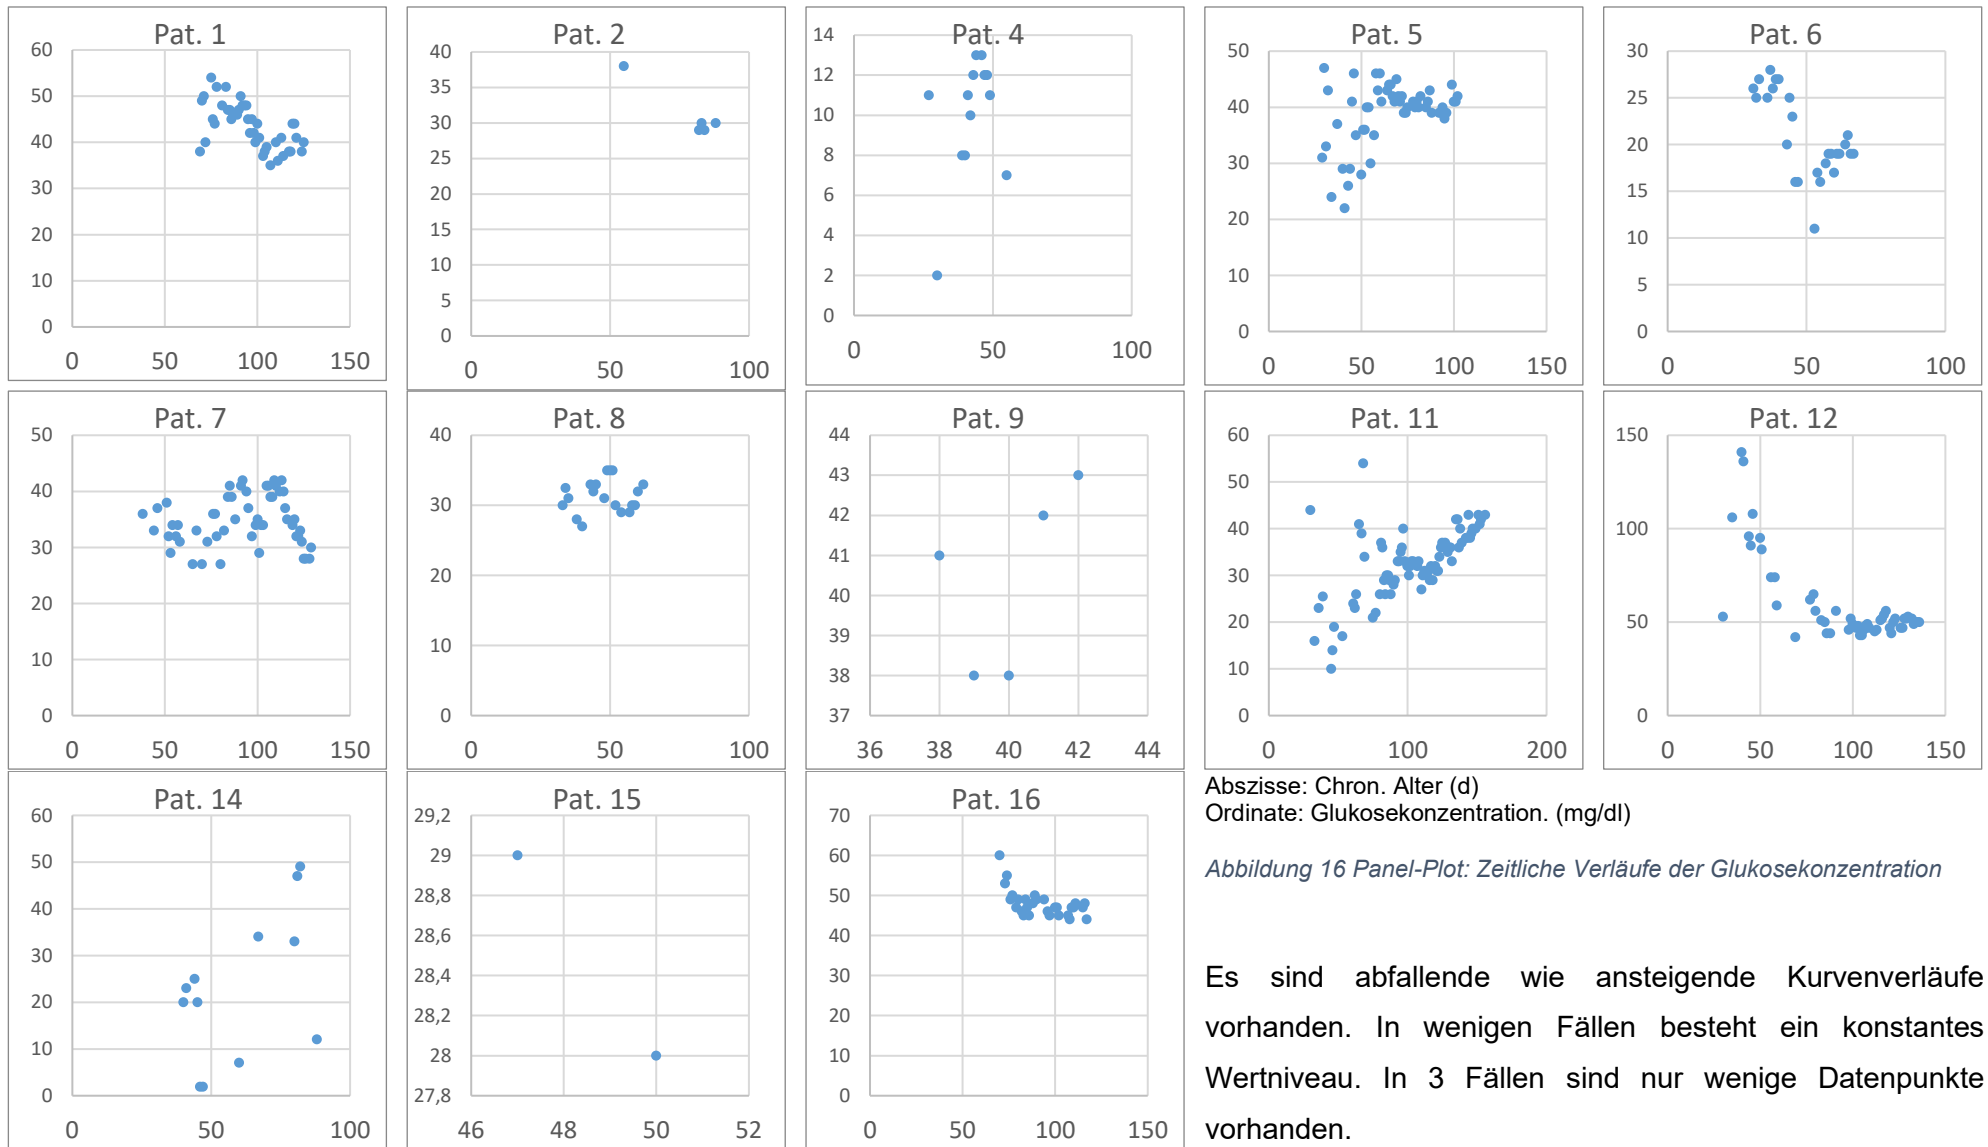 Pat. 1
60
50
40
30
20
10
0
0 50 100 150
Pat. 2
40
35
30
25
20
15
10
5
0
0 50 100
Pat. 4
14
12
10
8
6
4
2
0
0 50 100
Pat. 5
50
40
30
20
10
0
0 50 100 150
Pat. 6
30
25
20
15
10
5
0
0 50 100
Pat. 7
50
40
30
20
10
0
0 50 100 150
Pat. 8
40
30
20
10
0
0 50 100
Pat. 9
44
43
42
41
40
39
38
37
36 38 40 42 44
Pat. 11
60
50
40
30
20
10
0
0 100 200
Pat. 12
150
100
50
0
0 50 100 150
Pat. 14
60
50
40
30
20
10
0
0 50 100
Pat. 15
29,2
29
28,8
28,6
28,4
28,2
28
27,8
46 48 50 52
Pat. 16
70
60
50
40
30
20
10
0
0 50 100 150
Abszisse: Chron. Alter (d)
Ordinate: Glukosekonzentration. (mg/dl)
Abbildung 16 Panel-Plot: Zeitliche Verläufe der Glukosekonzentration
Es sind abfallende wie ansteigende Kurvenverläufe
vorhanden. In wenigen Fällen besteht ein konstantes
Wertniveau. In 3 Fällen sind nur wenige Datenpunkte
vorhanden.